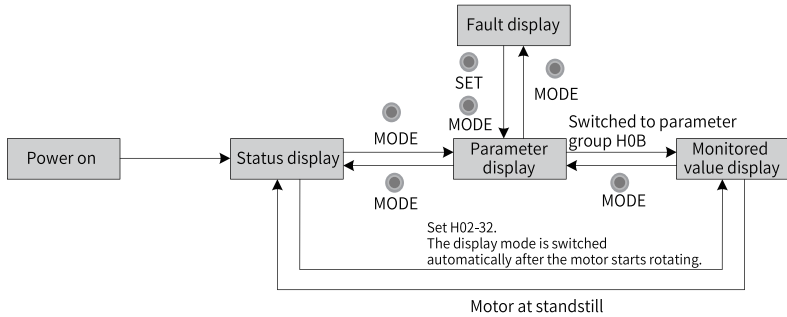 Fault display
SET
MODE
MODE
MODE
Switched to parameter
group H0B
Power on
Status display
Parameter
display
Monitored
value display
MODE
MODE
Set H02-32.
The display mode is switched
automatically after the motor starts rotating.
Motor at standstill